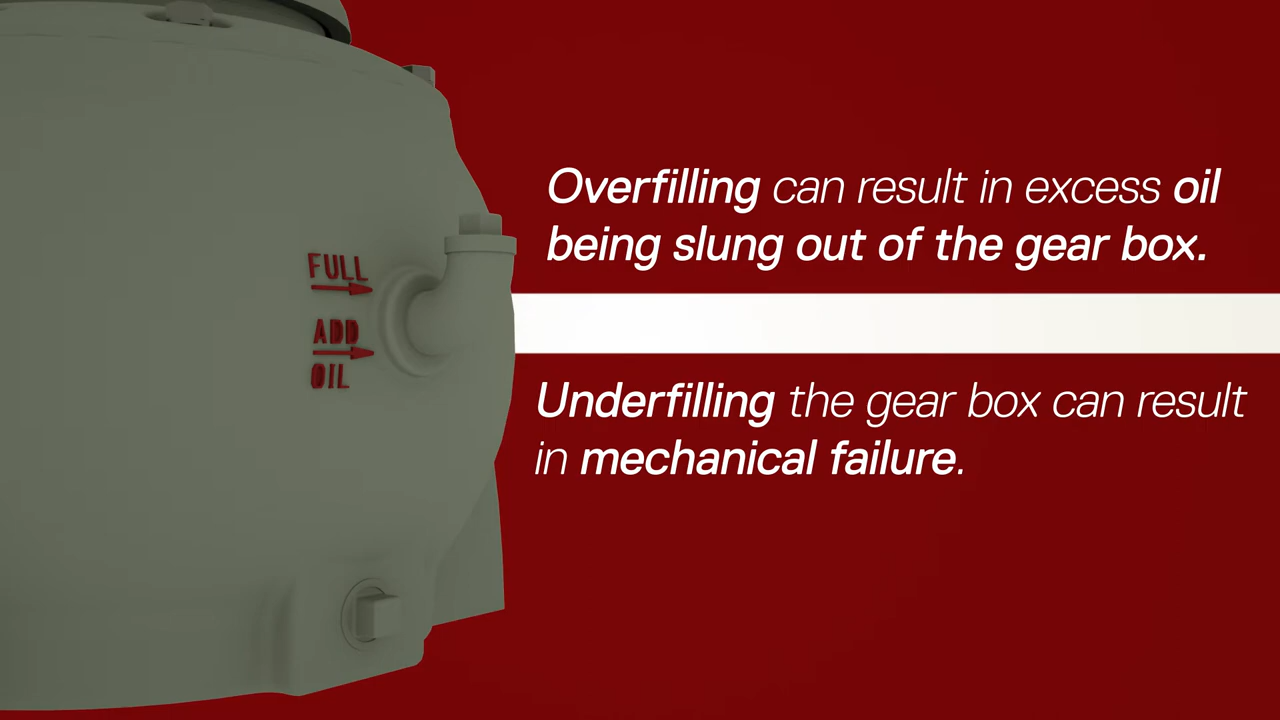 Overfilling can result in excess oil
being slung out of the gear box.
FULL
ADD
OIL
Underfilling the gear box can result
in mechanical failure.